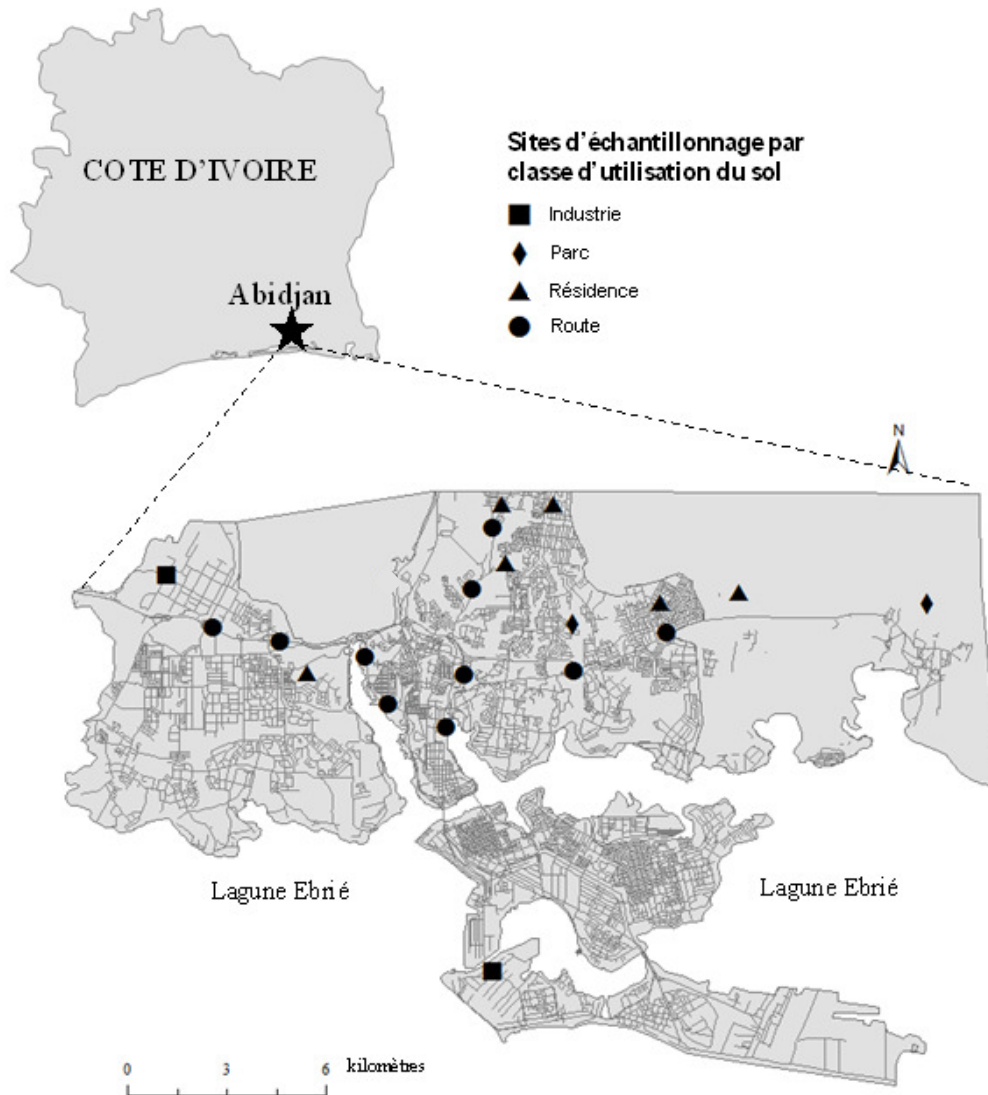 COTE D'IVOIRE
Abidjan
Sites d'échantillonnage par
classe d'utilisation du sol
Industrie
Parc
Résidence
Route
N
Lagune Ebrié
Lagune Ebrié
0 3 6 kilomètres